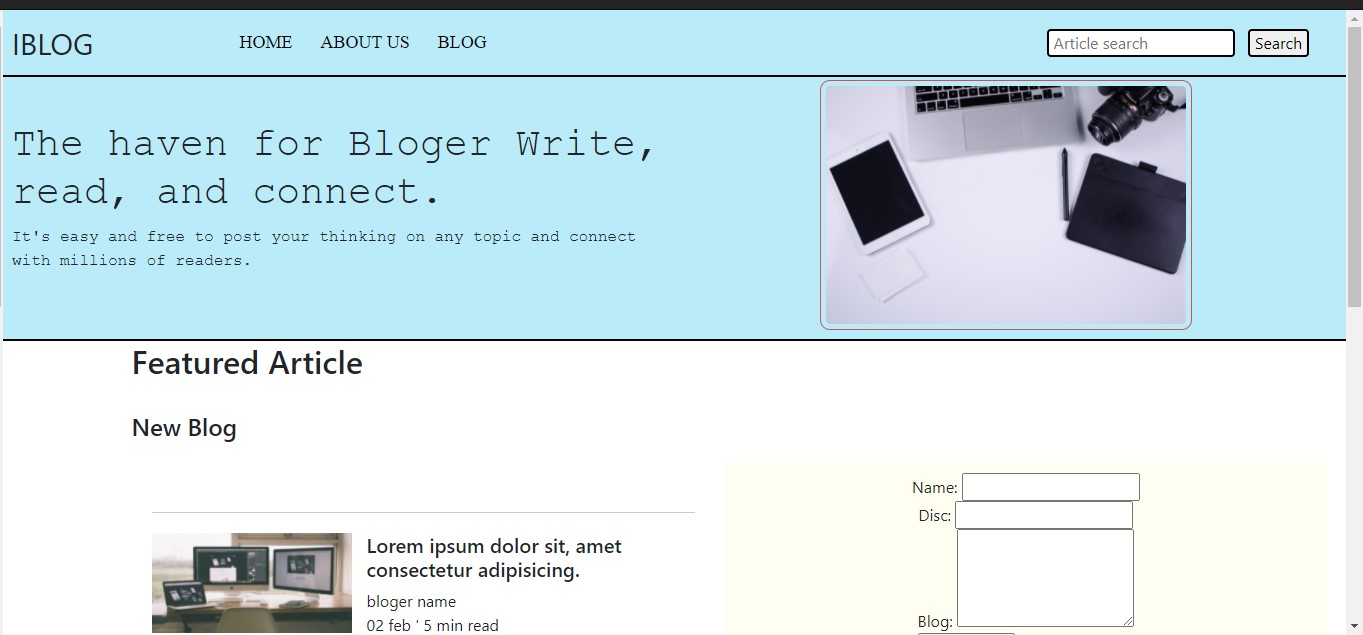 IBLOG
HOME
ABOUT US
BLOG
Article search
Search
The haven for Bloger Write,
read, and connect.
It's easy and free to post your thinking on any topic and connect
with millions of readers.
Featured Article
New Blog
Lorem ipsum dolor sit, amet
consectetur adipisicing.
bloger name
02 feb ' 5 min read
Name:
Disc:
Blog: